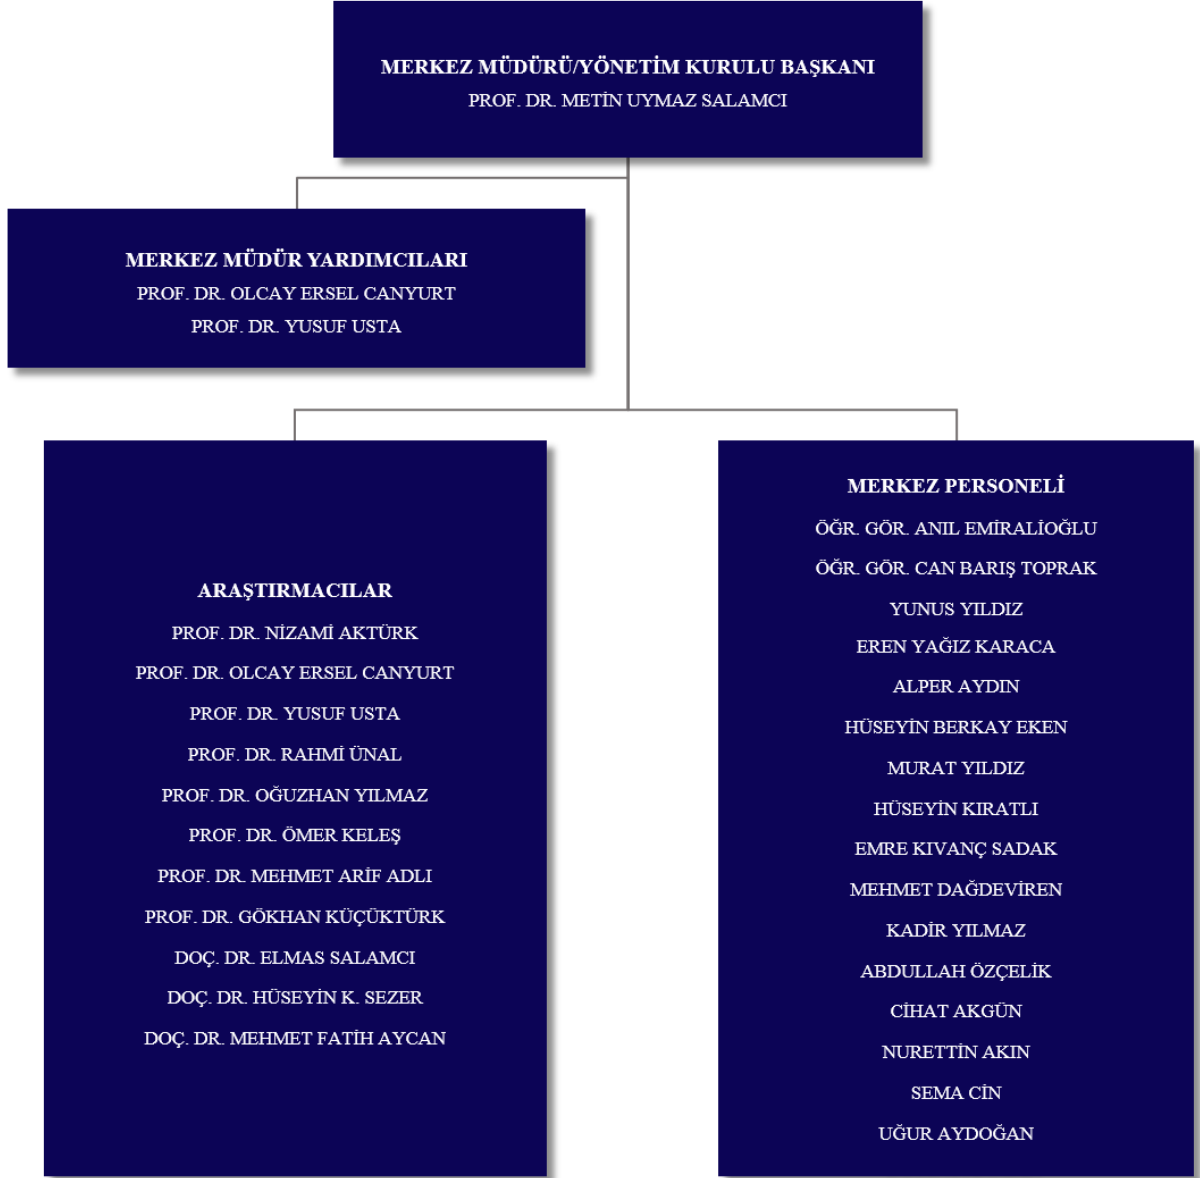 MERKEZ MÜDÜRÜ/YÖNETİM KURULU BAŞKANI
PROF. DR. METİN UYMAZ SALAMCI
MERKEZ MÜDÜR YARDIMCILARI
PROF. DR. OLCAY ERSEL CANYURT
PROF. DR. YUSUF USTA
ARAŞTIRMACILAR
PROF. DR. NİZAMİ AKTÜRK
PROF. DR. OLCAY ERSEL CANYURT
PROF. DR. YUSUF USTA
PROF. DR. RAHMİ ÜNAL
PROF. DR. OĞUZHAN YILMAZ
PROF. DR. ÖMER KELEŞ
PROF. DR. MEHMET ARİF ADLI
PROF. DR. GÖKHAN KÜÇÜKTÜRK
DOÇ. DR. ELMAS SALAMCI
DOÇ. DR. HÜSEYİN K. SEZER
DOÇ. DR. MEHMET FATİH AYCAN
MERKEZ PERSONELİ
ÖĞR. GÖR. ANIL EMİRALİOĞLU
ÖĞR. GÖR. CAN BARIŞ TOPRAK
YUNUS YILDIZ
EREN YAĞIZ KARACA
ALPER AYDIN
HÜSEYİN BERKAY EKEN
MURAT YILDIZ
HÜSEYİN KIRATLI
EMRE KIVANÇ SADAK
MEHMET DAĞDEVİREN
KADİR YILMAZ
ABDULLAH ÖZÇELİK
CİHAT AKGÜN
NURETTİN AKIN
SEMA CİN
UĞUR AYDOĞAN